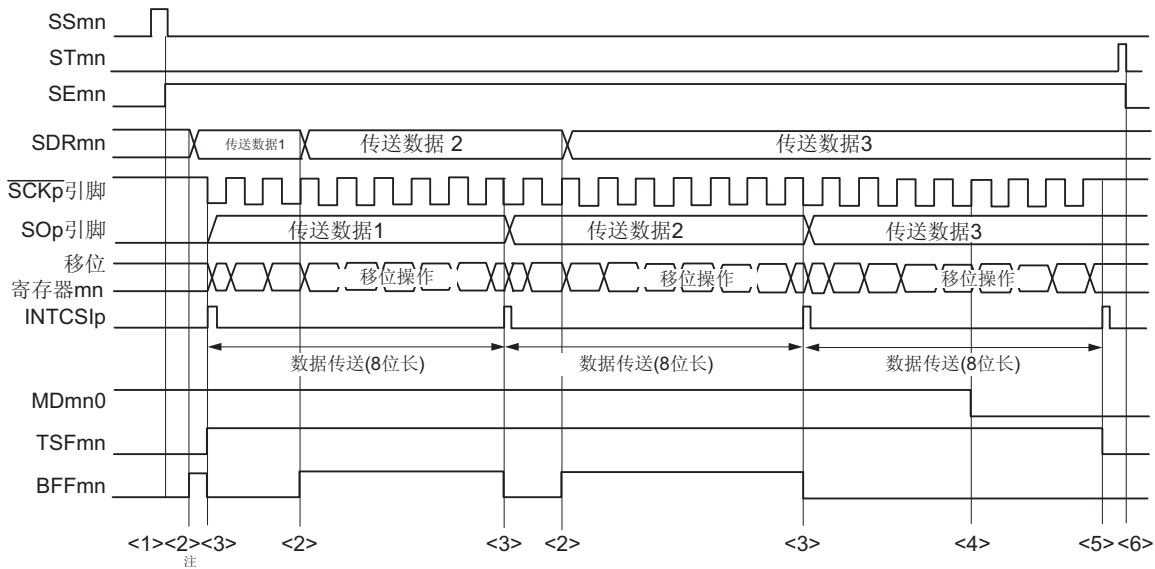 SSmn
STmn
SEmn
SDRmn 传送数据1 传送数据 2 传送数据3
SCKp引脚
SOp引脚 传送数据1 传送数据2 传送数据3
移位
寄存器mn 移位操作 移位操作 移位操作
INTCSIp
数据传送(8位长) 数据传送(8位长) 数据传送(8位长)
MDmn0
TSFmn
BFFmn
<1><2><3> <2> <3> <2> <3> <4> <5><6>
注